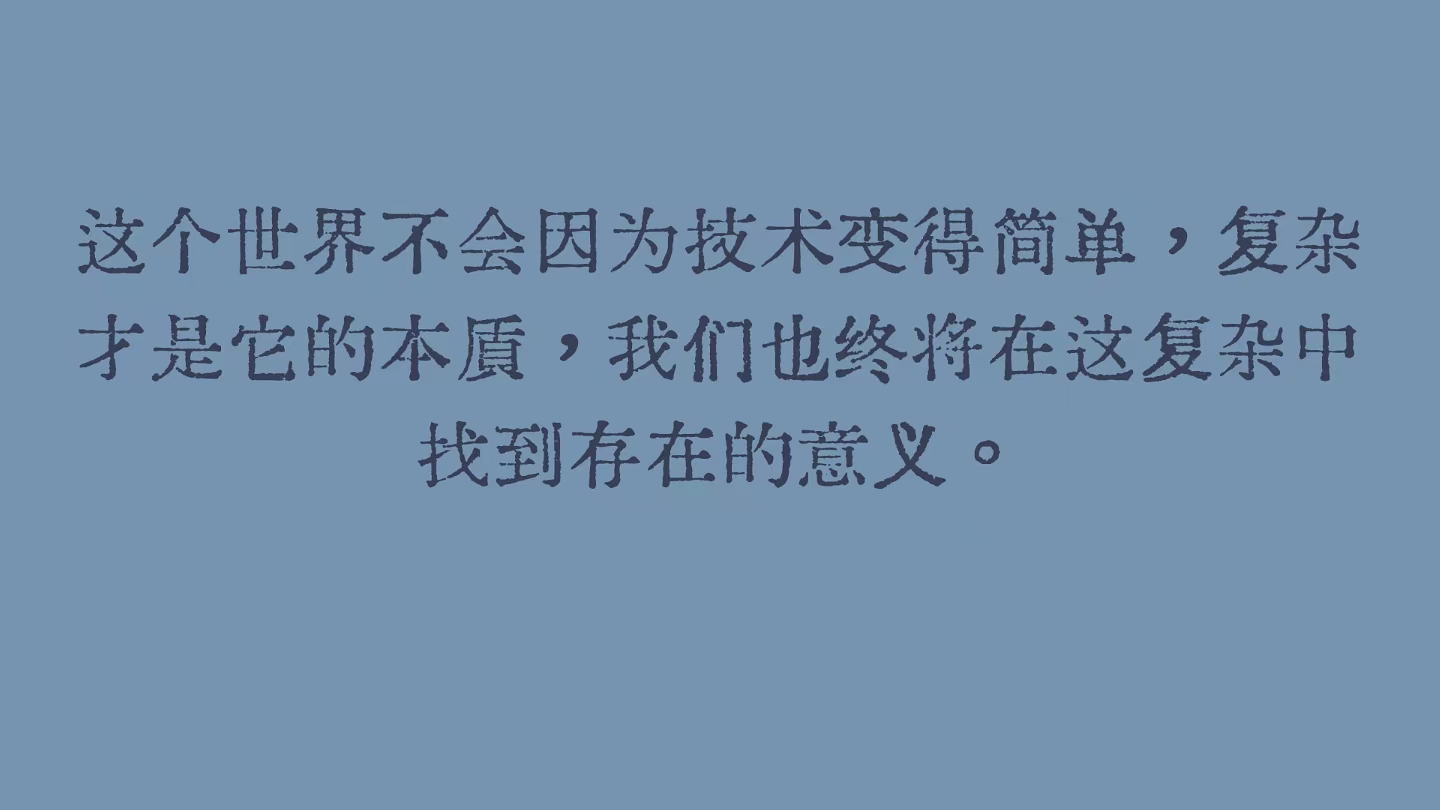 这个世界不会因为技术变得简单，复杂
才是它的本质，我们也终将在这复杂中
找到存在的意义。